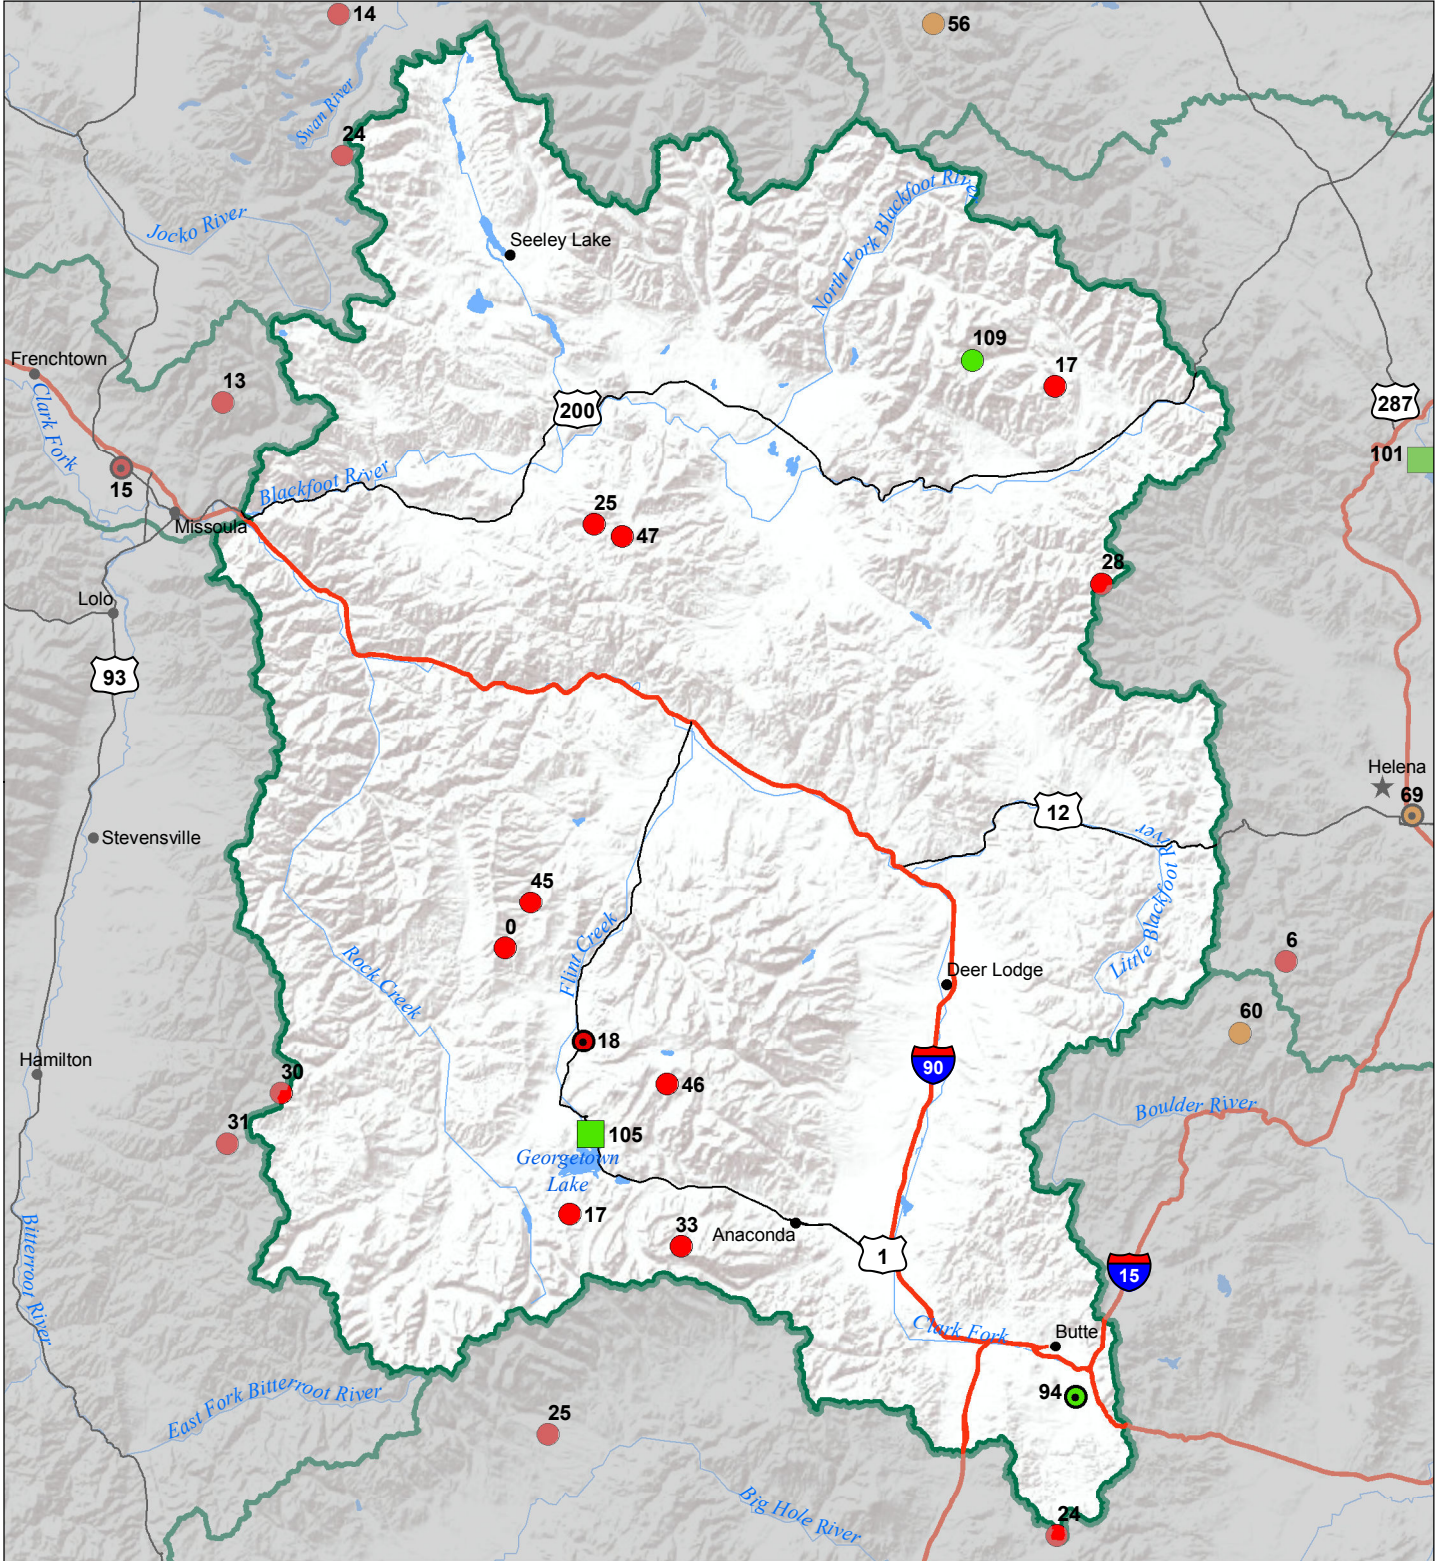 14
56
Swan River
24
Jocko River
North Fork Blackfoot River
Seeley Lake
109
17
Frenchtown
13
200
287
Clark Fork
101
15
Blackfoot River
25
47
Missoula
28
Lolo
93
Helena
69
12
Stevensville
Little Blackfoot River
45
0
Flint Creek
6
Rock Creek
Deer Lodge
60
18
Hamilton
90
30
46
Boulder River
31
105
Georgetown
Lake
17
33
Anaconda
1
15
Bitterroot River
Clark Fork
Butte
94
East Fork Bitterroot River
25
Big Hole River
24